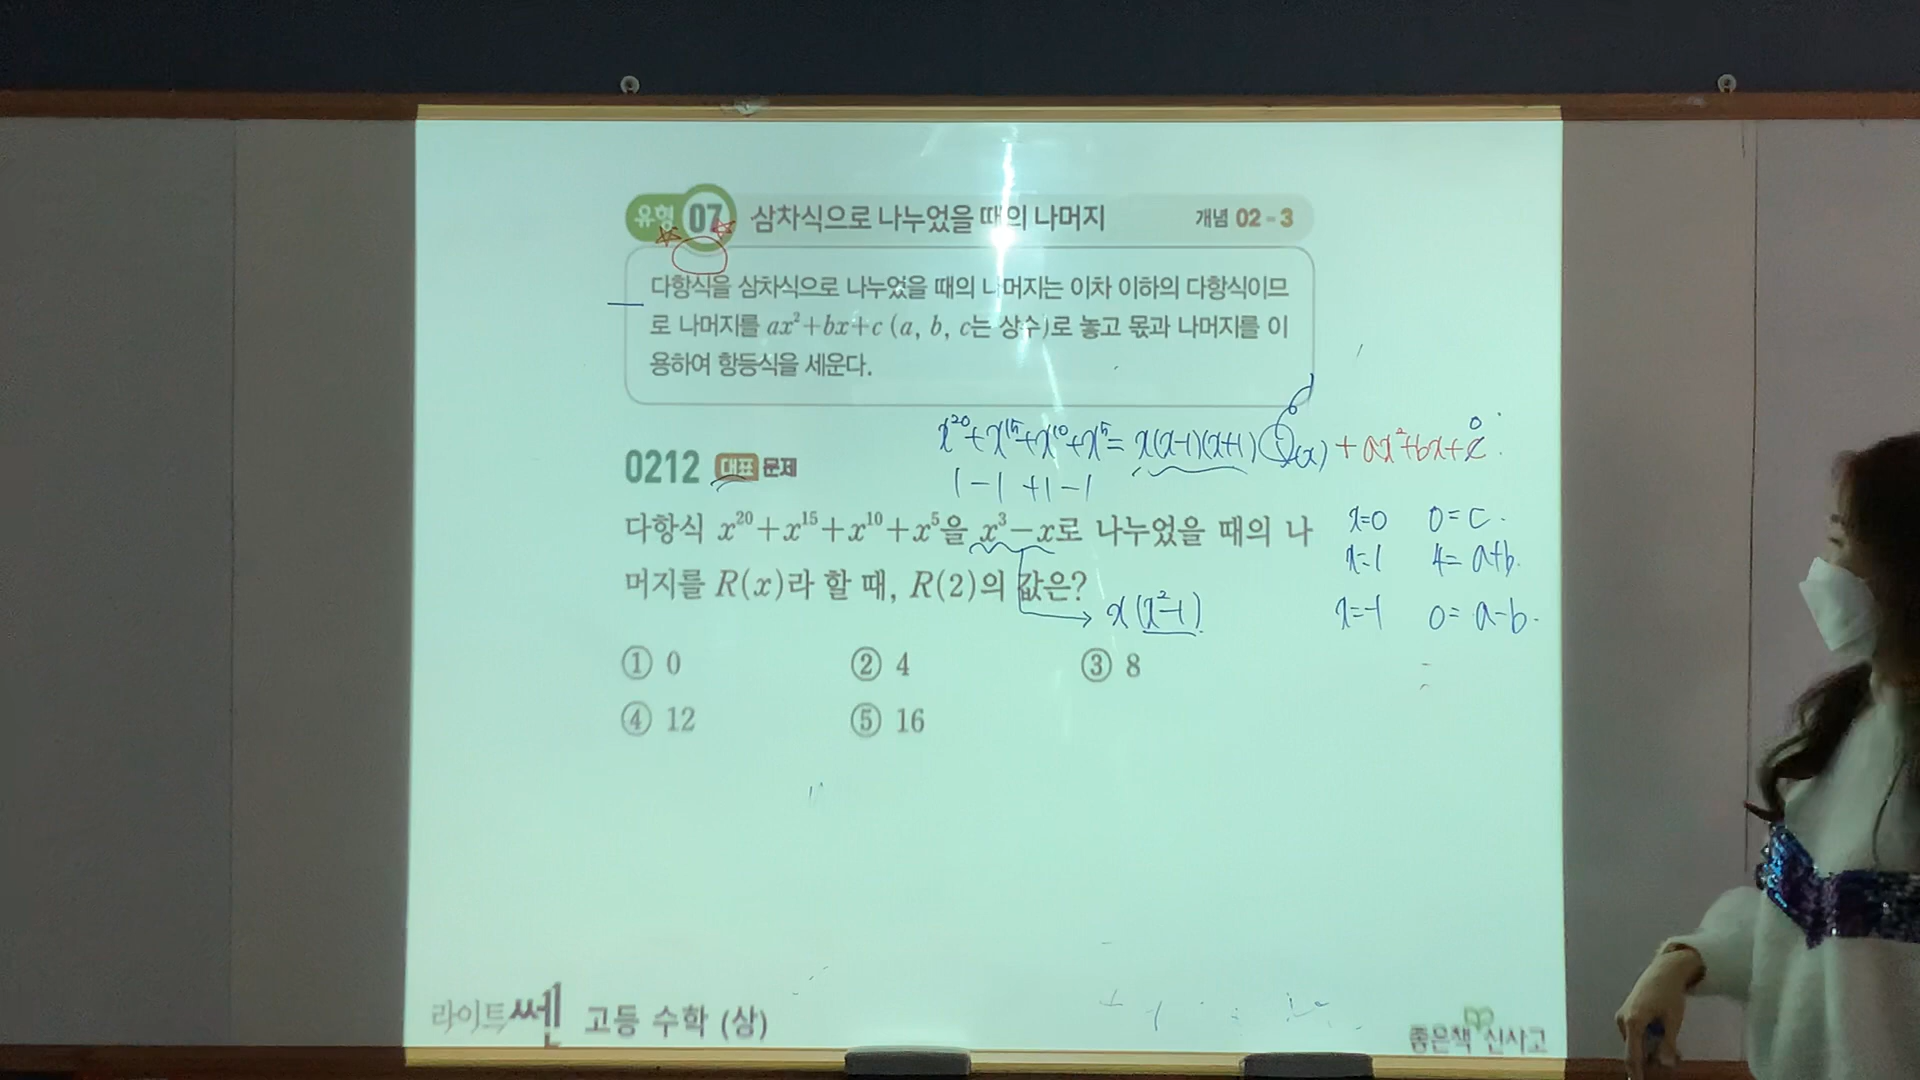 유형 07 삼차식으로 나누었을 때의 나머지 개념 02-3
다항식을 삼차식으로 나누었을 때의 나머지는 이차 이하의 다항식이므
로 나머지를 ax²+bx+c (a, b, c는 상수)로 놓고 몫과 나머지를 이
용하여 항등식을 세운다.
x²⁰+x¹⁵+x¹⁰+x⁵= x(x-1)(x+1)Q(x) + ax²+bx+c
0
1-1+1-1
0212 대표 문제
다항식 x²⁰+x¹⁵+x¹⁰+x⁵을 x³-x로 나누었을 때의 나
머지를 R(x)라 할 때, R(2)의 값은?
x(x²-1)
x=0 0=c.
x=1 4=a+b.
x=-1 0=a-b.
① 0 ② 4 ③ 8
④ 12 ⑤ 16
라이트쎈 고등 수학 (상)
좋은책 신사고